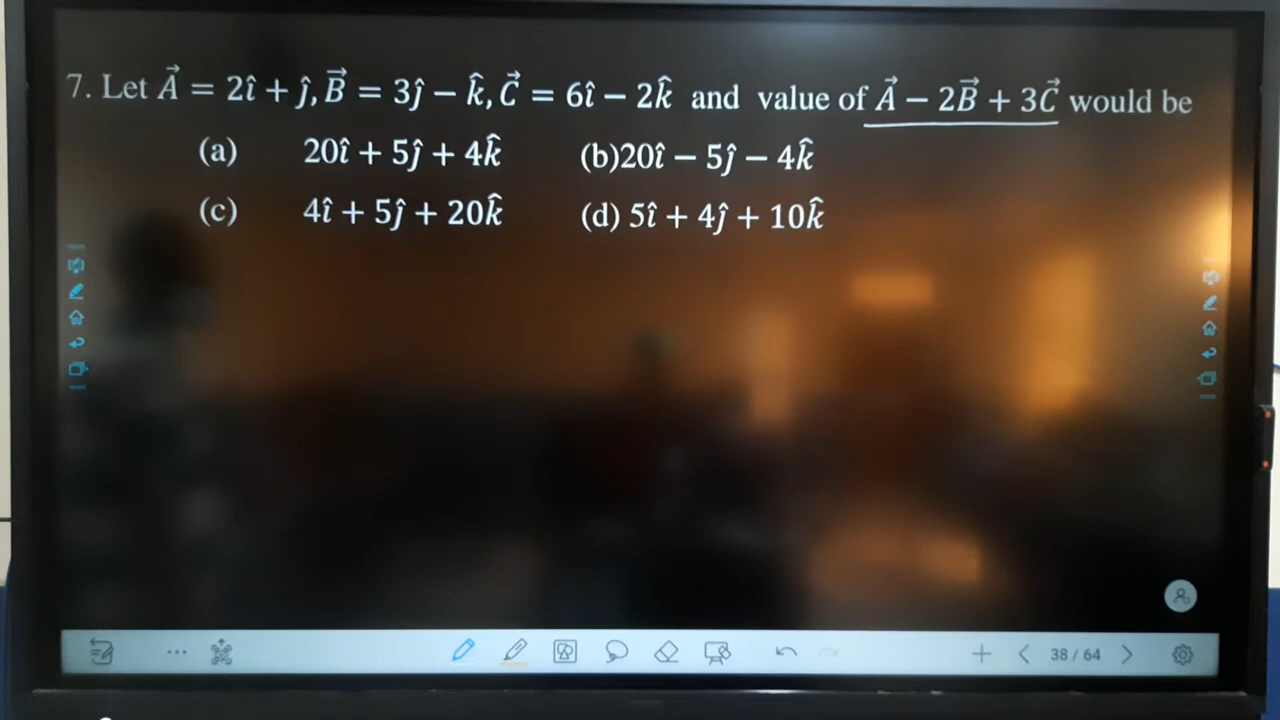 7. Let A⃗ = 2î + ĵ, B⃗ = 3ĵ − k̂, C⃗ = 6î − 2k̂ and value of A⃗ − 2B⃗ + 3C⃗ would be
(a) 20î + 5ĵ + 4k̂ (b)20î − 5ĵ − 4k̂
(c) 4î + 5ĵ + 20k̂ (d) 5î + 4ĵ + 10k̂
38 / 64